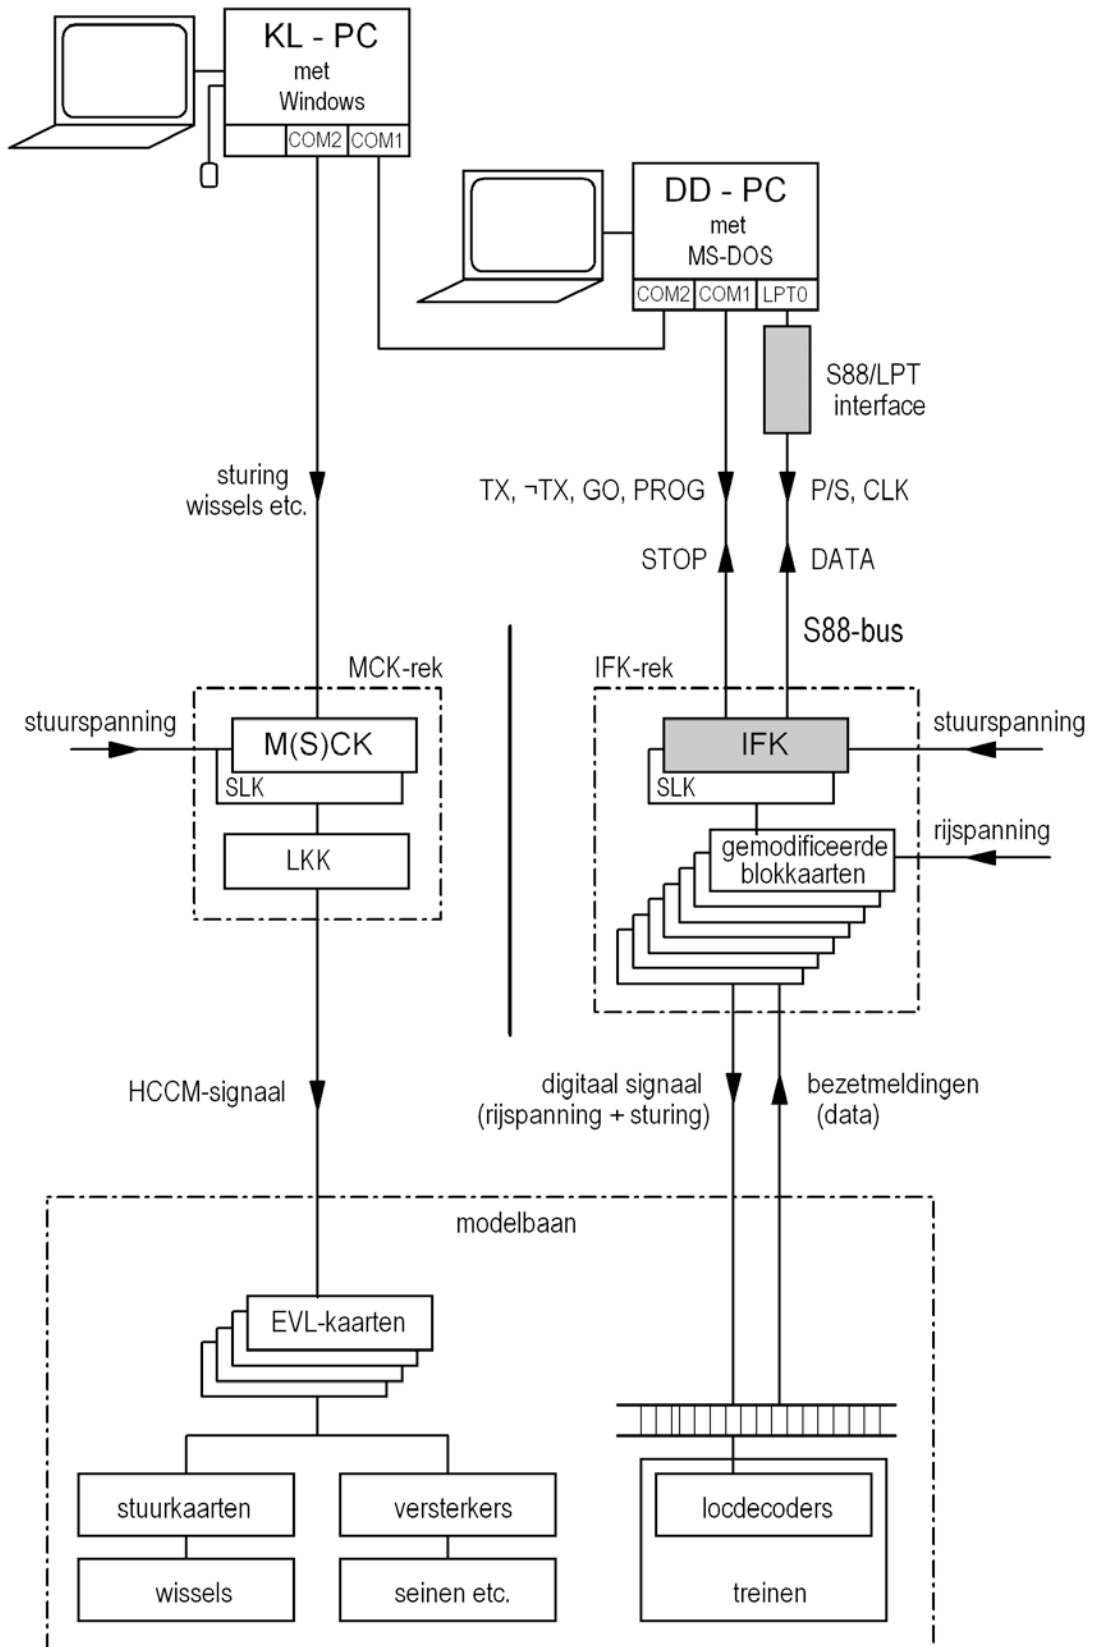 KL - PC
met
Windows
COM2
COM1
DD - PC
met
MS-DOS
COM2
COM1
LPT0
S88/LPT
interface
sturing
wissels etc.
TX, ¬TX, GO, PROG
P/S, CLK
STOP
DATA
S88-bus
MCK-rek
IFK-rek
stuurspanning
M(S)CK
SLK
LKK
IFK
SLK
stuurspanning
gemodificeerde
blokkaarten
rijspanning
HCCM-signaal
digitaal signaal
(rijspanning + sturing)
bezetmeldingen
(data)
modelbaan
EVL-kaarten
stuurkaarten
versterkers
locdecoders
wissels
seinen etc.
treinen